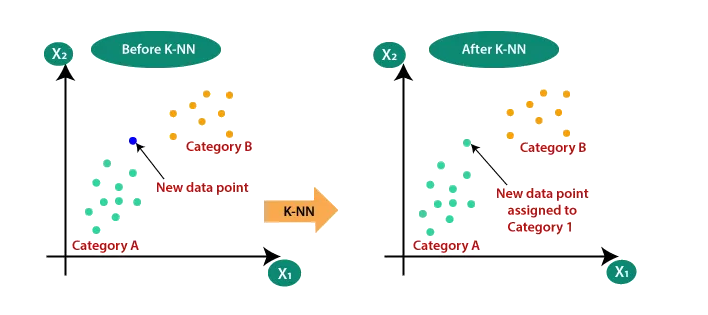 Before K-NN
X₂
Category B
New data point
Category A
X₁
K-NN
After K-NN
X₂
Category B
New data point
assigned to
Category 1
Category A
X₁